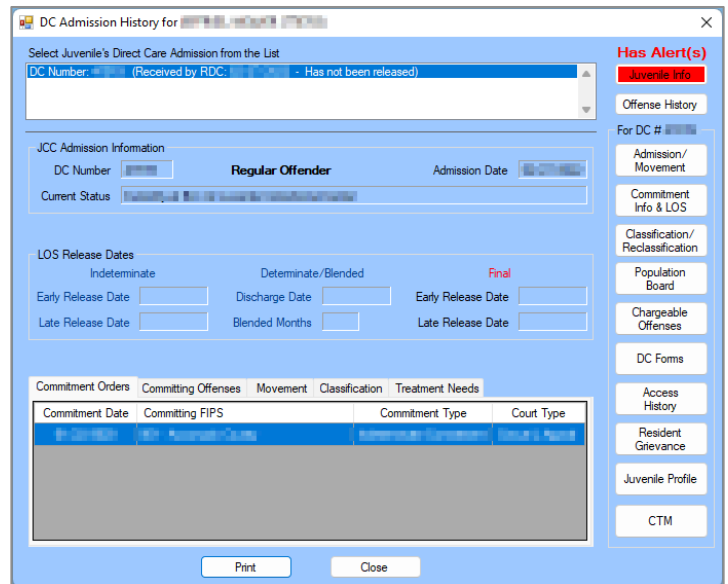 DC Admission History for
Select Juvenile's Direct Care Admission from the List
DC Number: (Received by RDC: - Has not been released)
Has Alert(s)
Juvenile Info
Offense History
For DC #
Admission/
Movement
Commitment
Info & LOS
Classification/
Reclassification
Population
Board
Chargeable
Offenses
DC Forms
Access
History
Resident
Grievance
Juvenile Profile
CTM
JCC Admission Information
DC Number Regular Offender Admission Date
Current Status
LOS Release Dates
Indeterminate Determinate/Blended Final
Early Release Date Discharge Date Early Release Date
Late Release Date Blended Months Late Release Date
Commitment Orders Committing Offenses Movement Classification Treatment Needs
Commitment Date Committing FIPS Commitment Type Court Type
Print Close